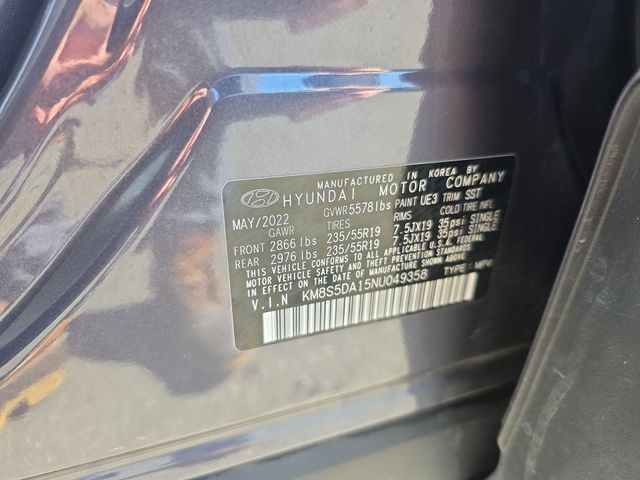 MANUFACTURED IN KOREA BY
HYUNDAI MOTOR COMPANY
MAY/2022 GVWR 5578 lbs PAINT UE3 TRIM SST
GAWR TIRES RIMS COLD TIRE INFL
FRONT 2866 lbs 235/55R19 7.5JX19 35psi SINGLE
REAR 2976 lbs 235/55R19 7.5JX19 35psi SINGLE
THIS VEHICLE CONFORMS TO ALL APPLICABLE U.S. FEDERAL
MOTOR VEHICLE SAFETY STANDARDS IN
EFFECT ON THE DATE OF MANUFACTURE SHOWN ABOVE.
V.I.N KM8S5DA15NU049358 TYPE: MPV